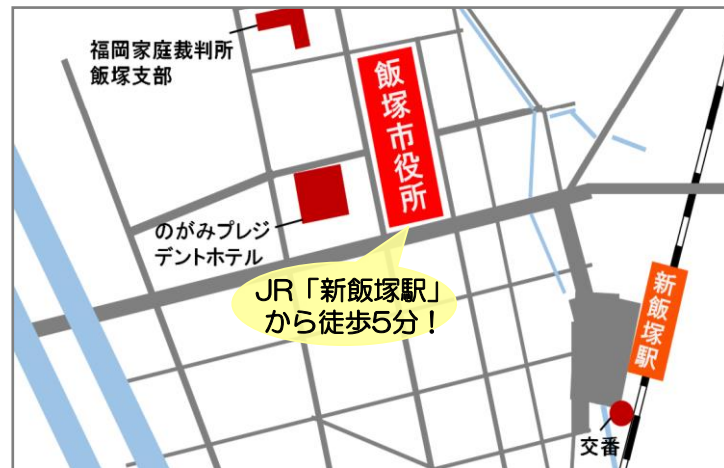 福岡家庭裁判所
飯塚支部
飯塚市役所
のがみプレジ
デントホテル
JR「新飯塚駅」
から徒歩5分！
新飯塚駅
交番